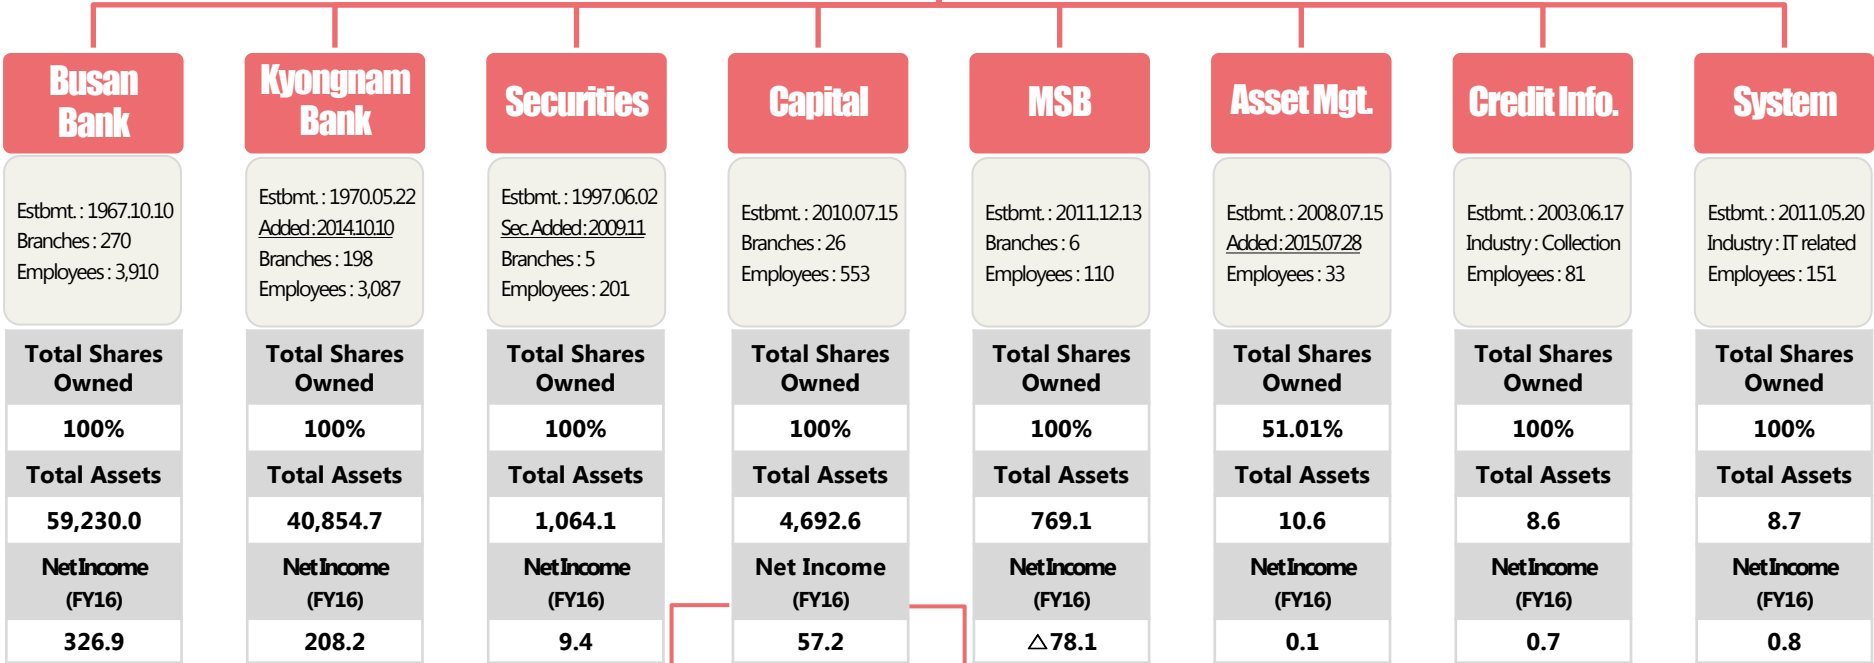 Busan
Bank
Estbmt. : 1967.10.10
Branches : 270
Employees : 3,910
Total Shares
Owned
100%
Total Assets
59,230.0
Net Income
(FY16)
326.9
Kyongnam
Bank
Estbmt. : 1970.05.22
Added : 2014.10.10
Branches : 198
Employees : 3,087
Total Shares
Owned
100%
Total Assets
40,854.7
Net Income
(FY16)
208.2
Securities
Estbmt. : 1997.06.02
Sec. Added : 2009.11
Branches : 5
Employees : 201
Total Shares
Owned
100%
Total Assets
1,064.1
Net Income
(FY16)
9.4
Capital
Estbmt. : 2010.07.15
Branches : 26
Employees : 553
Total Shares
Owned
100%
Total Assets
4,692.6
Net Income
(FY16)
57.2
MSB
Estbmt. : 2011.12.13
Branches : 6
Employees : 110
Total Shares
Owned
100%
Total Assets
769.1
Net Income
(FY16)
△78.1
Asset Mgt.
Estbmt. : 2008.07.15
Added : 2015.07.28
Employees : 33
Total Shares
Owned
51.01%
Total Assets
10.6
Net Income
(FY16)
0.1
Credit Info.
Estbmt. : 2003.06.17
Industry : Collection
Employees : 81
Total Shares
Owned
100%
Total Assets
8.6
Net Income
(FY16)
0.7
System
Estbmt. : 2011.05.20
Industry : IT related
Employees : 151
Total Shares
Owned
100%
Total Assets
8.7
Net Income
(FY16)
0.8